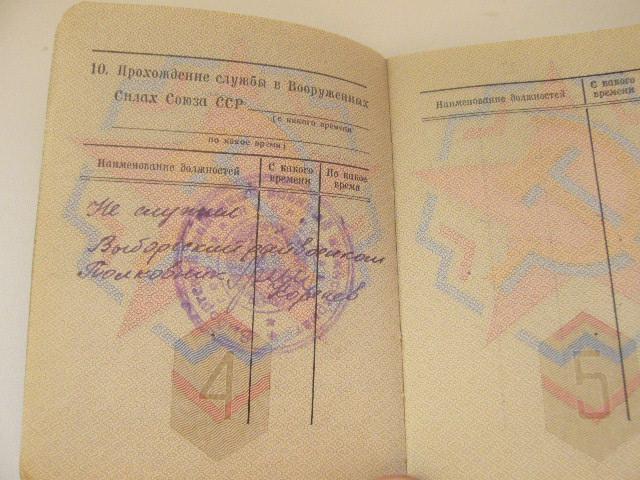 10. Прохождение службы в Вооруженных
Силах Союза ССР
(с какого времени
по какое время)
Наименование должностей
С какого времени
По какое время
Не служил
Выборгский райвоенком
Полковник
4
Наименование должностей
С какого времени
5